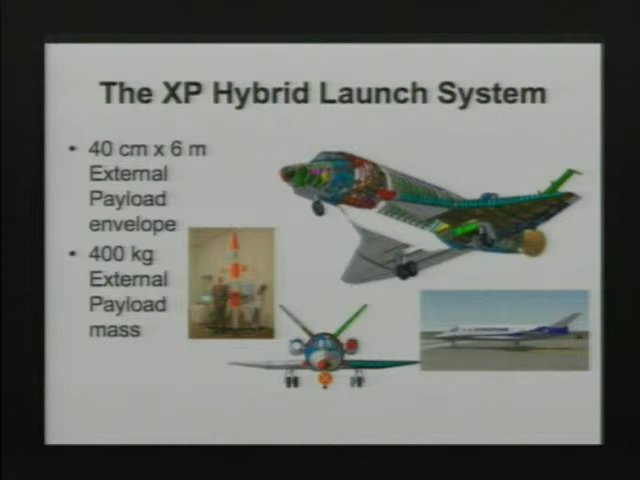 The XP Hybrid Launch System
• 40 cm x 6 m
External
Payload
envelope
• 400 kg
External
Payload
mass